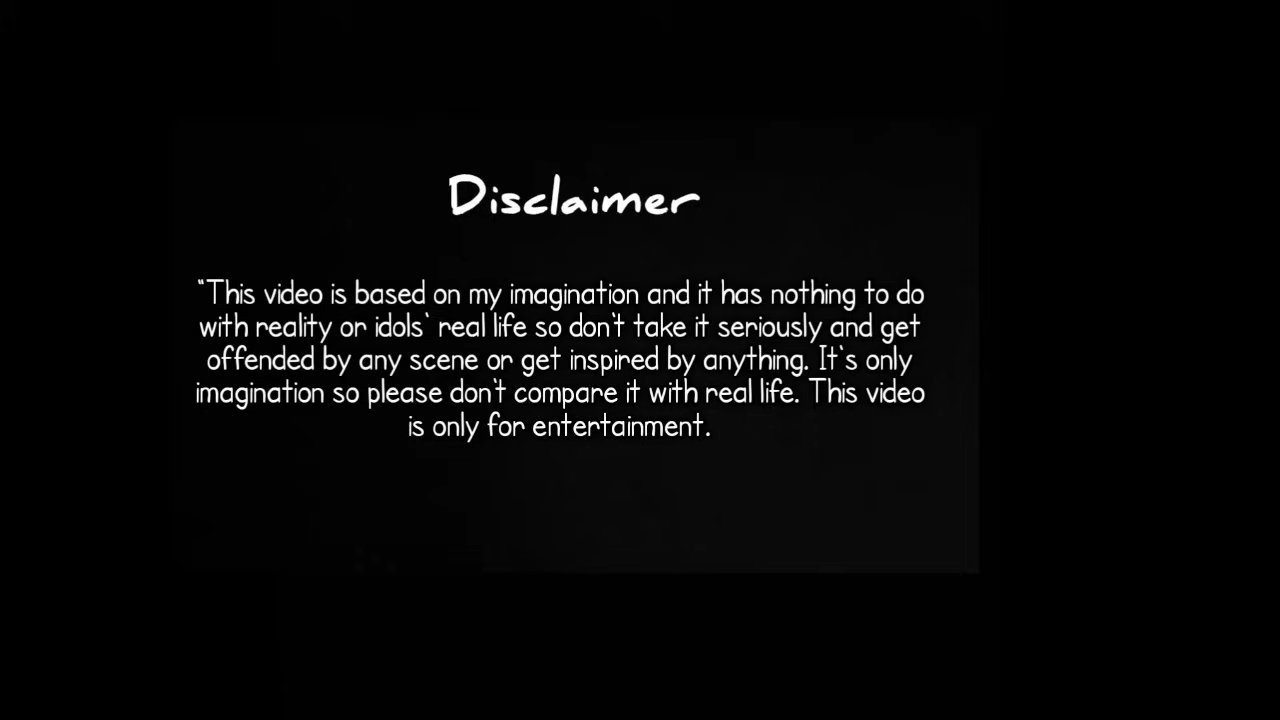 Disclaimer
"This video is based on my imagination and it has nothing to do
with reality or idols' real life so don't take it seriously and get
offended by any scene or get inspired by anything. It's only
imagination so please don't compare it with real life. This video
is only for entertainment.